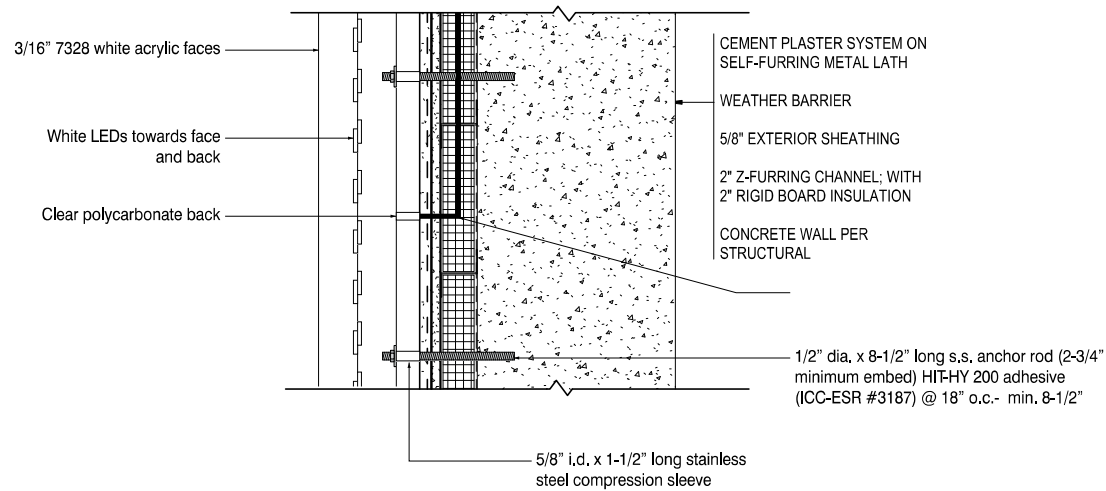 3/16” 7328 white acrylic faces
White LEDs towards face
and back
Clear polycarbonate back
CEMENT PLASTER SYSTEM ON
SELF-FURRING METAL LATH
WEATHER BARRIER
5/8" EXTERIOR SHEATHING
2" Z-FURRING CHANNEL; WITH
2" RIGID BOARD INSULATION
CONCRETE WALL PER
STRUCTURAL
1/2” dia. x 8-1/2” long s.s. anchor rod (2-3/4”
minimum embed) HIT-HY 200 adhesive
(ICC-ESR #3187) @ 18” o.c.- min. 8-1/2”
5/8” i.d. x 1-1/2” long stainless
steel compression sleeve